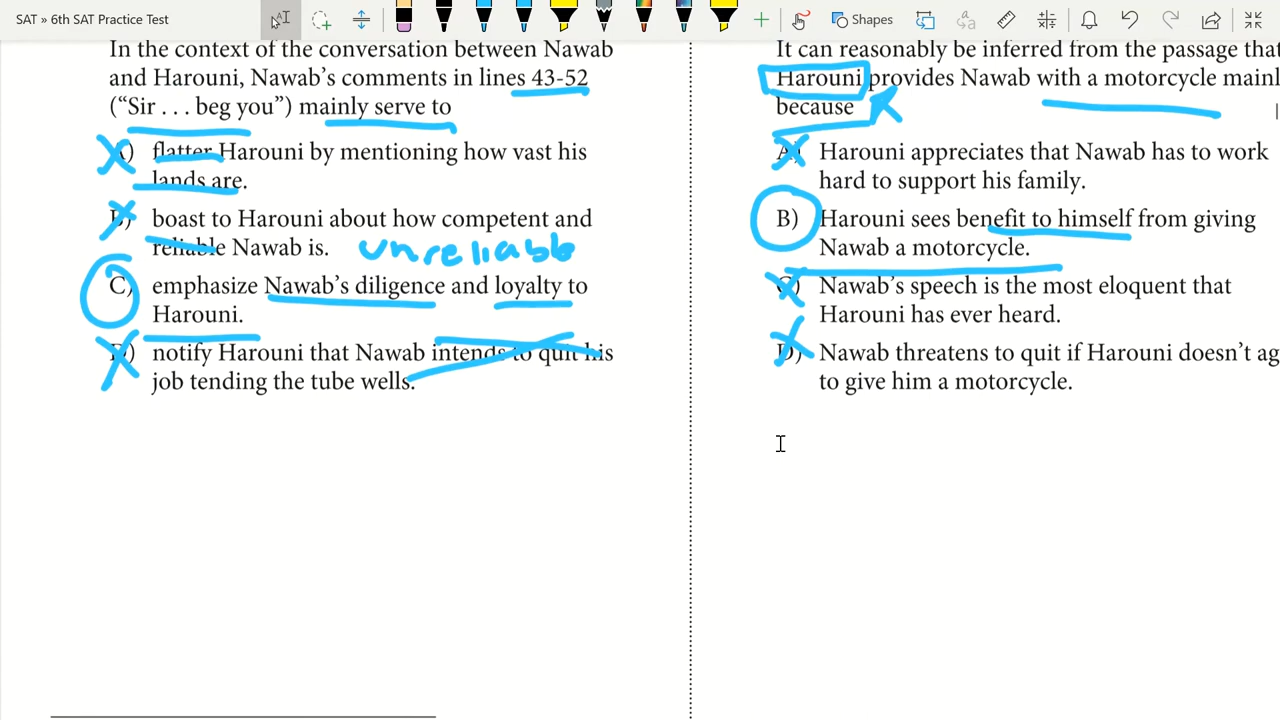 SAT » 6th SAT Practice Test
Shapes
In the context of the conversation between Nawab
and Harouni, Nawab's comments in lines 43-52
(“Sir . . . beg you”) mainly serve to
A) flatter Harouni by mentioning how vast his
lands are.
B) boast to Harouni about how competent and
reliable Nawab is. unreliable
C) emphasize Nawab's diligence and loyalty to
Harouni.
D) notify Harouni that Nawab intends to quit his
job tending the tube wells.
It can reasonably be inferred from the passage that
Harouni provides Nawab with a motorcycle mainl
because
A) Harouni appreciates that Nawab has to work
hard to support his family.
B) Harouni sees benefit to himself from giving
Nawab a motorcycle.
C) Nawab's speech is the most eloquent that
Harouni has ever heard.
D) Nawab threatens to quit if Harouni doesn't ag
to give him a motorcycle.